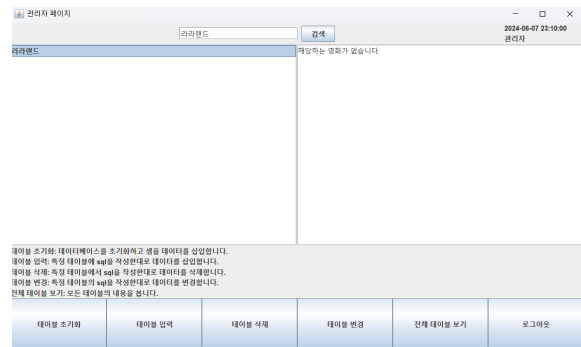 관리자 페이지
라라랜드
검색
2024-06-07 23:10:00
관리자
라라랜드
해당하는 영화가 없습니다.
테이블 초기화: 데이터베이스를 초기화하고 샘플 데이터를 삽입합니다.
테이블 입력: 특정 테이블에 sql을 작성한대로 데이터를 삽입합니다.
테이블 삭제: 특정 테이블에서 sql을 작성한대로 데이터를 삭제합니다.
테이블 변경: 특정 테이블의 sql을 작성한대로 데이터를 변경합니다.
전체 테이블 보기: 모든 테이블의 내용을 봅니다.
테이블 초기화
테이블 입력
테이블 삭제
테이블 변경
전체 테이블 보기
로그아웃